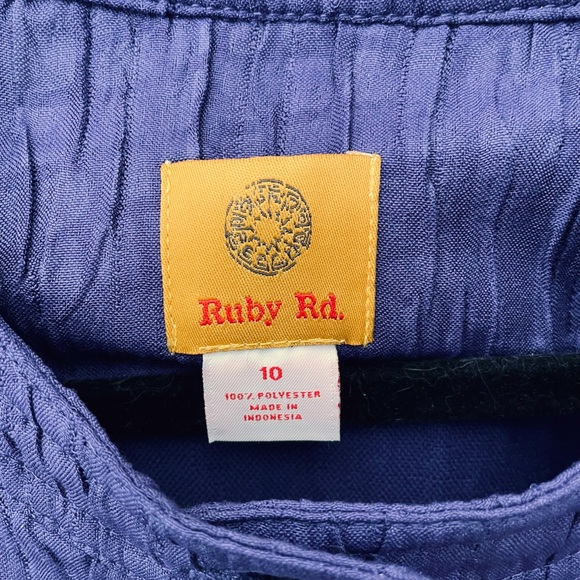 Ruby Rd.
10
100% POLYESTER
MADE IN
INDONESIA